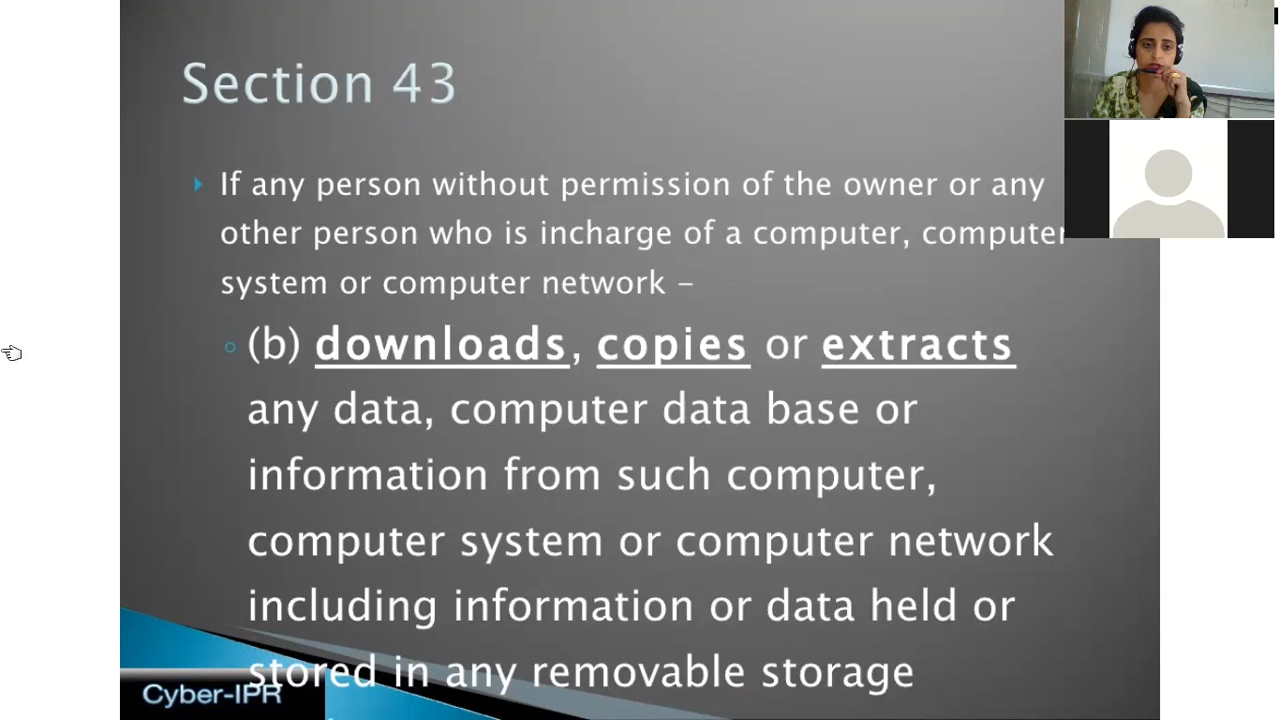 Section 43
If any person without permission of the owner or any
other person who is incharge of a computer, computer
system or computer network –
(b) downloads, copies or extracts
any data, computer data base or
information from such computer,
computer system or computer network
including information or data held or
stored in any removable storage
Cyber-IPR